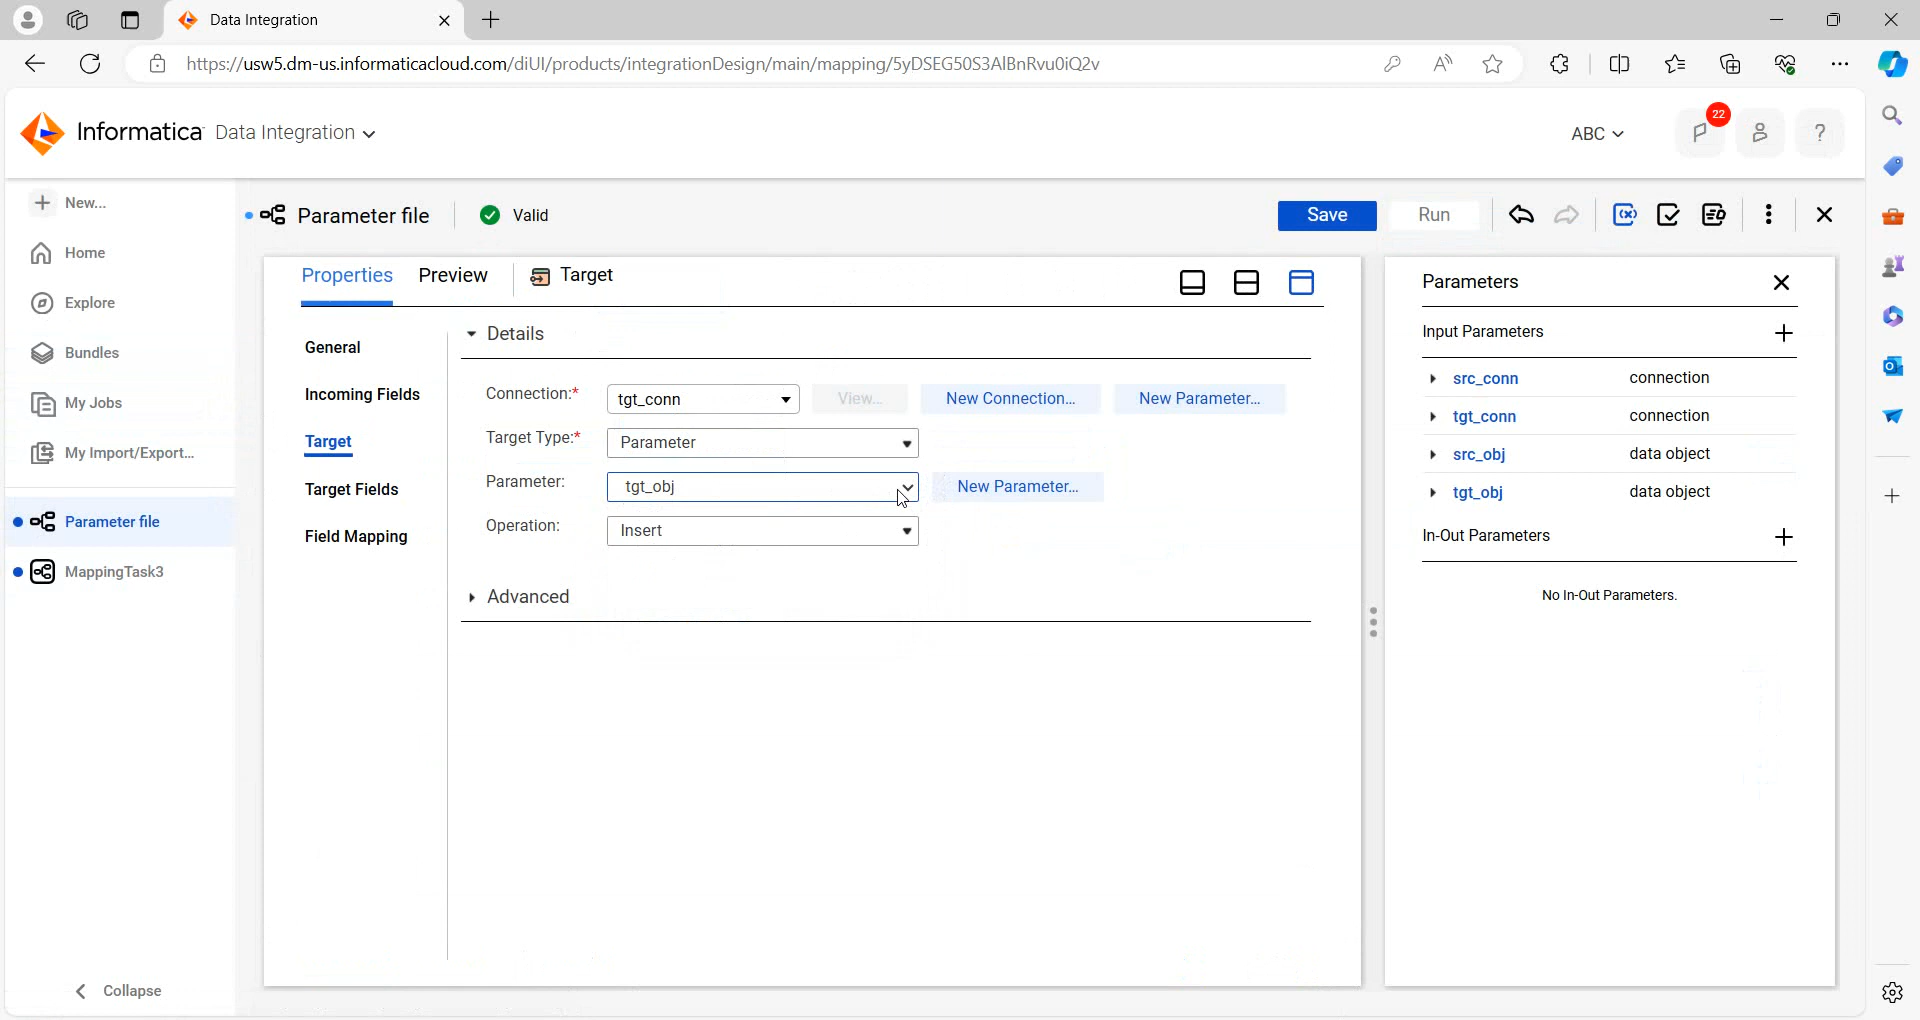 Data Integration
https://usw5.dm-us.informaticacloud.com/diUI/products/integrationDesign/main/mapping/5yDSEG50S3AlBnRvu0iQ2v
Informatica Data Integration
ABC
22
?
New...
Home
Explore
Bundles
My Jobs
My Import/Export...
Parameter file
MappingTask3
Collapse
Parameter file
Valid
Save
Run
Properties
Preview
Target
General
Incoming Fields
Target
Target Fields
Field Mapping
Details
Connection:* tgt_conn View... New Connection... New Parameter...
Target Type:* Parameter
Parameter: tgt_obj New Parameter...
Operation: Insert
Advanced
Parameters
Input Parameters
src_conn connection
tgt_conn connection
src_obj data object
tgt_obj data object
In-Out Parameters
No In-Out Parameters.